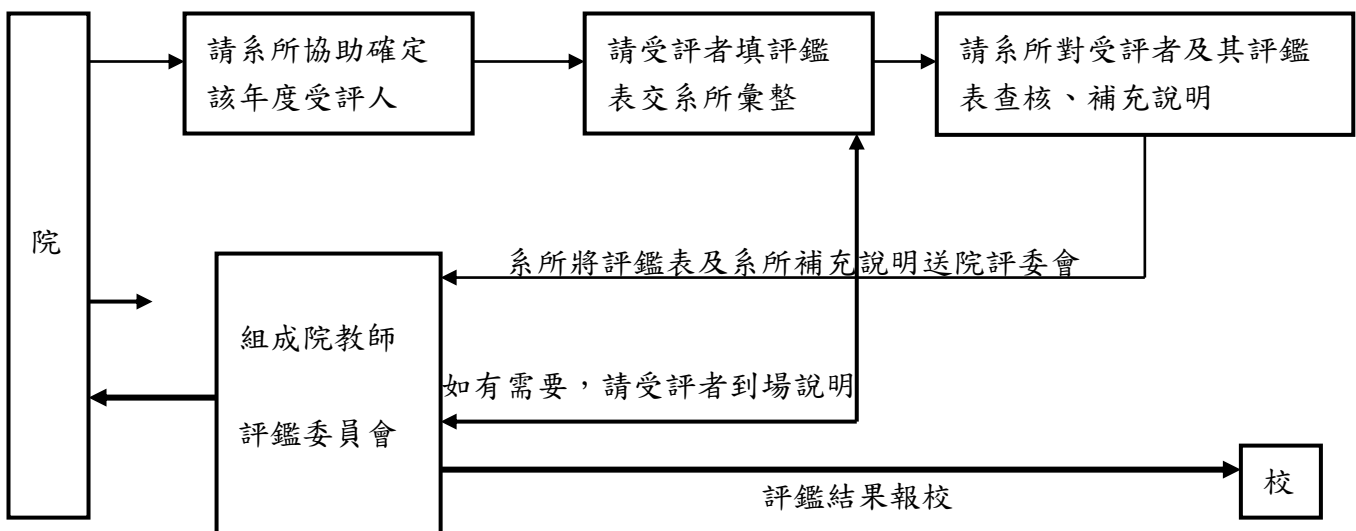 請系所協助確定
該年度受評人
請受評者填評鑑
表交系所彙整
請系所對受評者及其評鑑
表查核、補充說明
院
系所將評鑑表及系所補充說明送院評委會
組成院教師
評鑑委員會
如有需要，請受評者到場說明
評鑑結果報校
校